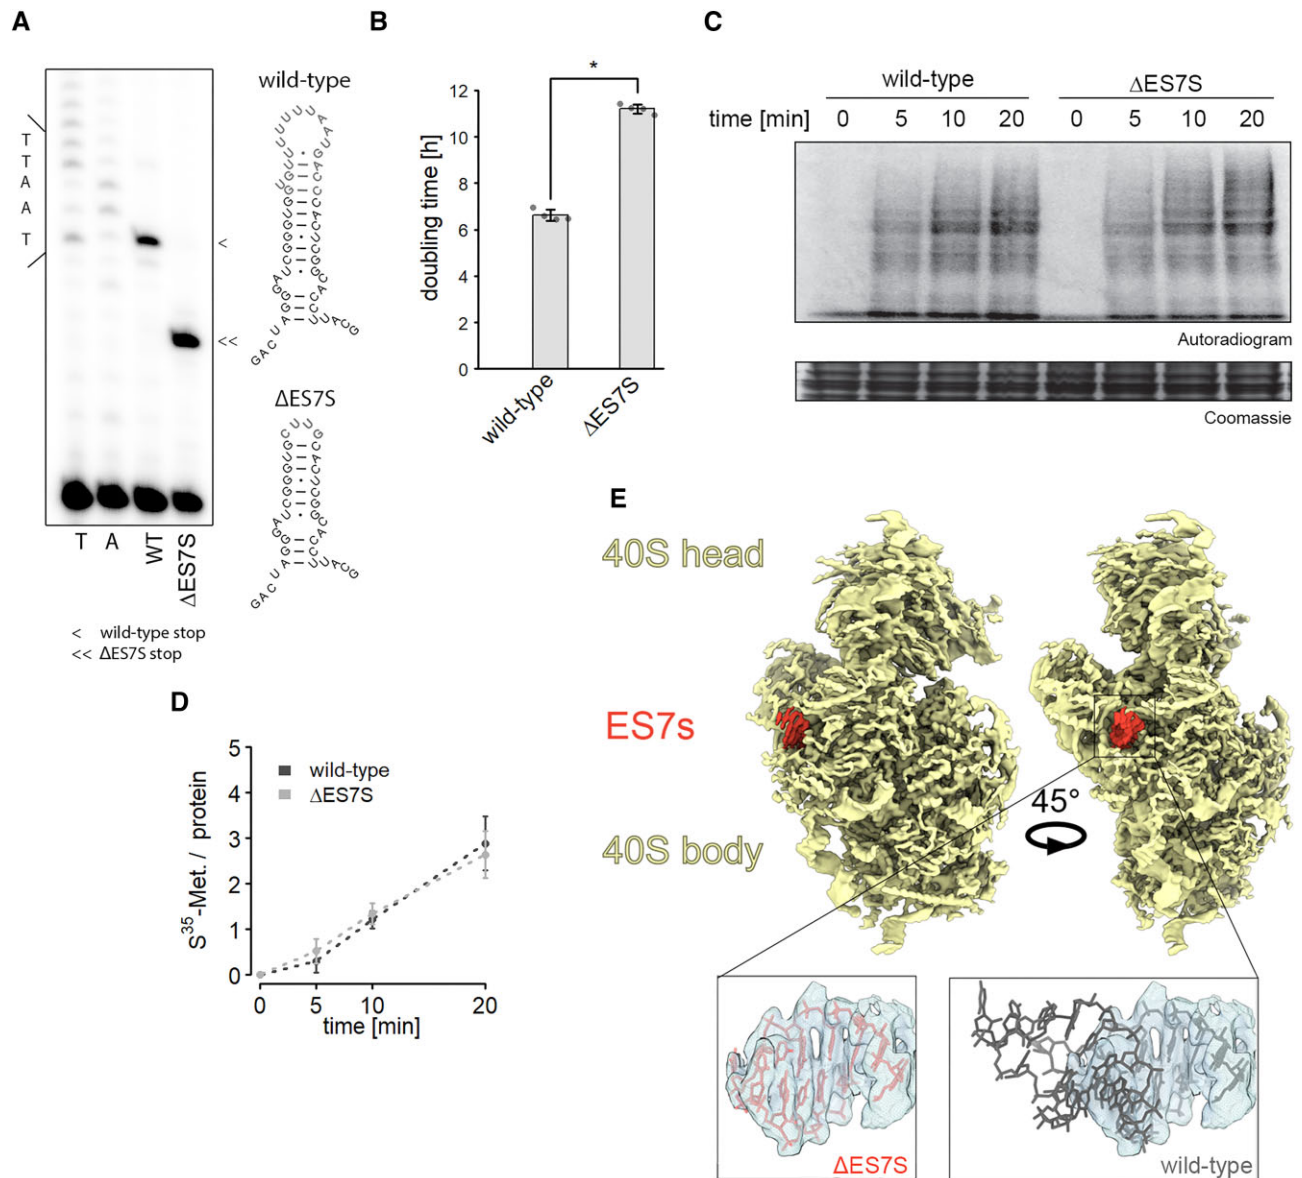 A
T
T
A
A
T
<
<<
T
A
WT
ΔES7S
< wild-type stop
<< ΔES7S stop
wild-type
ΔES7S
B
doubling time [h]
12
10
8
6
4
2
0
*
wild-type
ΔES7S
C
wild-type
ΔES7S
time [min] 0 5 10 20 0 5 10 20
Autoradiogram
Coomassie
D
S³⁵-Met. / protein
5
4
3
2
1
0
wild-type
ΔES7S
0 5 10 20
time [min]
E
40S head
ES7s
40S body
45°
ΔES7S
wild-type